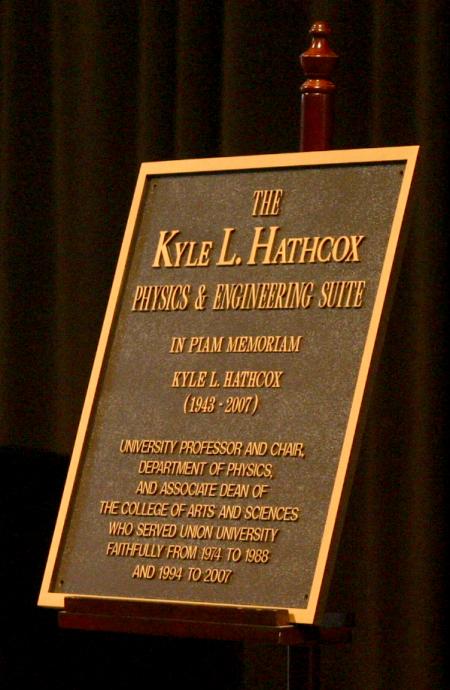 THE
KYLE L. HATHCOX
PHYSICS & ENGINEERING SUITE
IN PIAM MEMORIAM
KYLE L. HATHCOX
(1943 - 2007)
UNIVERSITY PROFESSOR AND CHAIR,
DEPARTMENT OF PHYSICS,
AND ASSOCIATE DEAN OF
THE COLLEGE OF ARTS AND SCIENCES
WHO SERVED UNION UNIVERSITY
FAITHFULLY FROM 1974 TO 1988
AND 1994 TO 2007